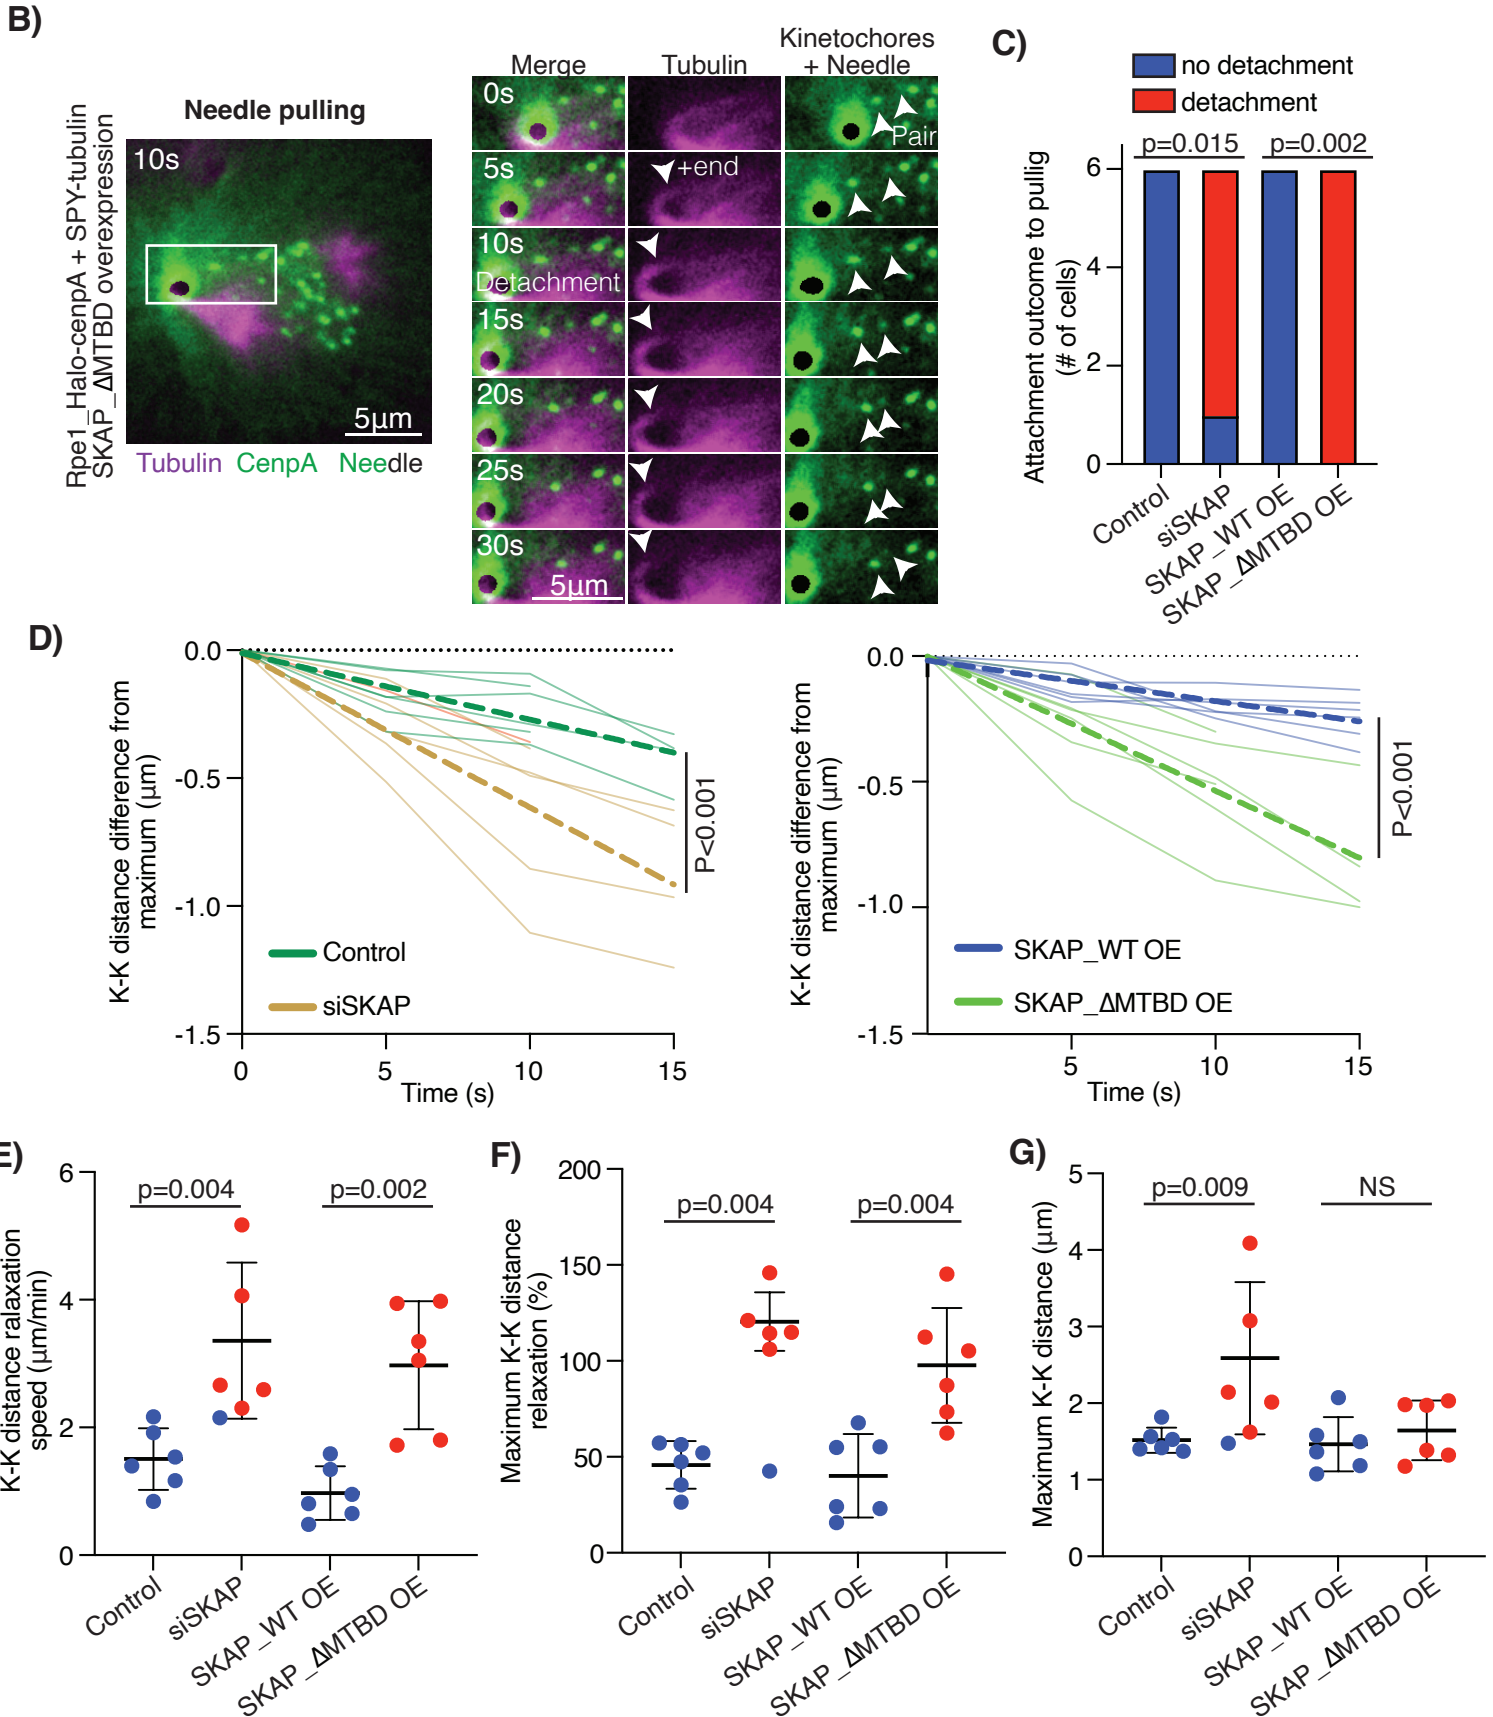 B)
Needle pulling
Rpe1_Halo-cenpA + SPY-tubulin
SKAP_ΔMTBD overexpression
10s
5μm
Tubulin CenpA Needle
Merge
Tubulin
Kinetochores
+ Needle
0s
Pair
5s
+end
10s
Detachment
15s
20s
25s
30s
5μm
C)
no detachment
detachment
p=0.015
p=0.002
Attachment outcome to pullig
(# of cells)
6
4
2
0
Control
siSKAP
SKAP_WT OE
SKAP_ΔMTBD OE
D)
K-K distance difference from
maximum (μm)
0.0
-0.5
-1.0
-1.5
0
5
10
15
Time (s)
Control
siSKAP
P<0.001
K-K distance difference from
maximum (μm)
0.0
-0.5
-1.0
-1.5
5
10
15
Time (s)
SKAP_WT OE
SKAP_ΔMTBD OE
P<0.001
E)
K-K distance ralaxation
speed (μm/min)
6
4
2
0
p=0.004
p=0.002
Control
siSKAP
SKAP_WT OE
SKAP_ΔMTBD OE
F)
Maximum K-K distance
relaxation (%)
200
150
100
50
0
p=0.004
p=0.004
Control
siSKAP
SKAP_WT OE
SKAP_ΔMTBD OE
G)
Maximum K-K distance (μm)
5
4
3
2
1
0
p=0.009
NS
Control
siSKAP
SKAP_WT OE
SKAP_ΔMTBD OE